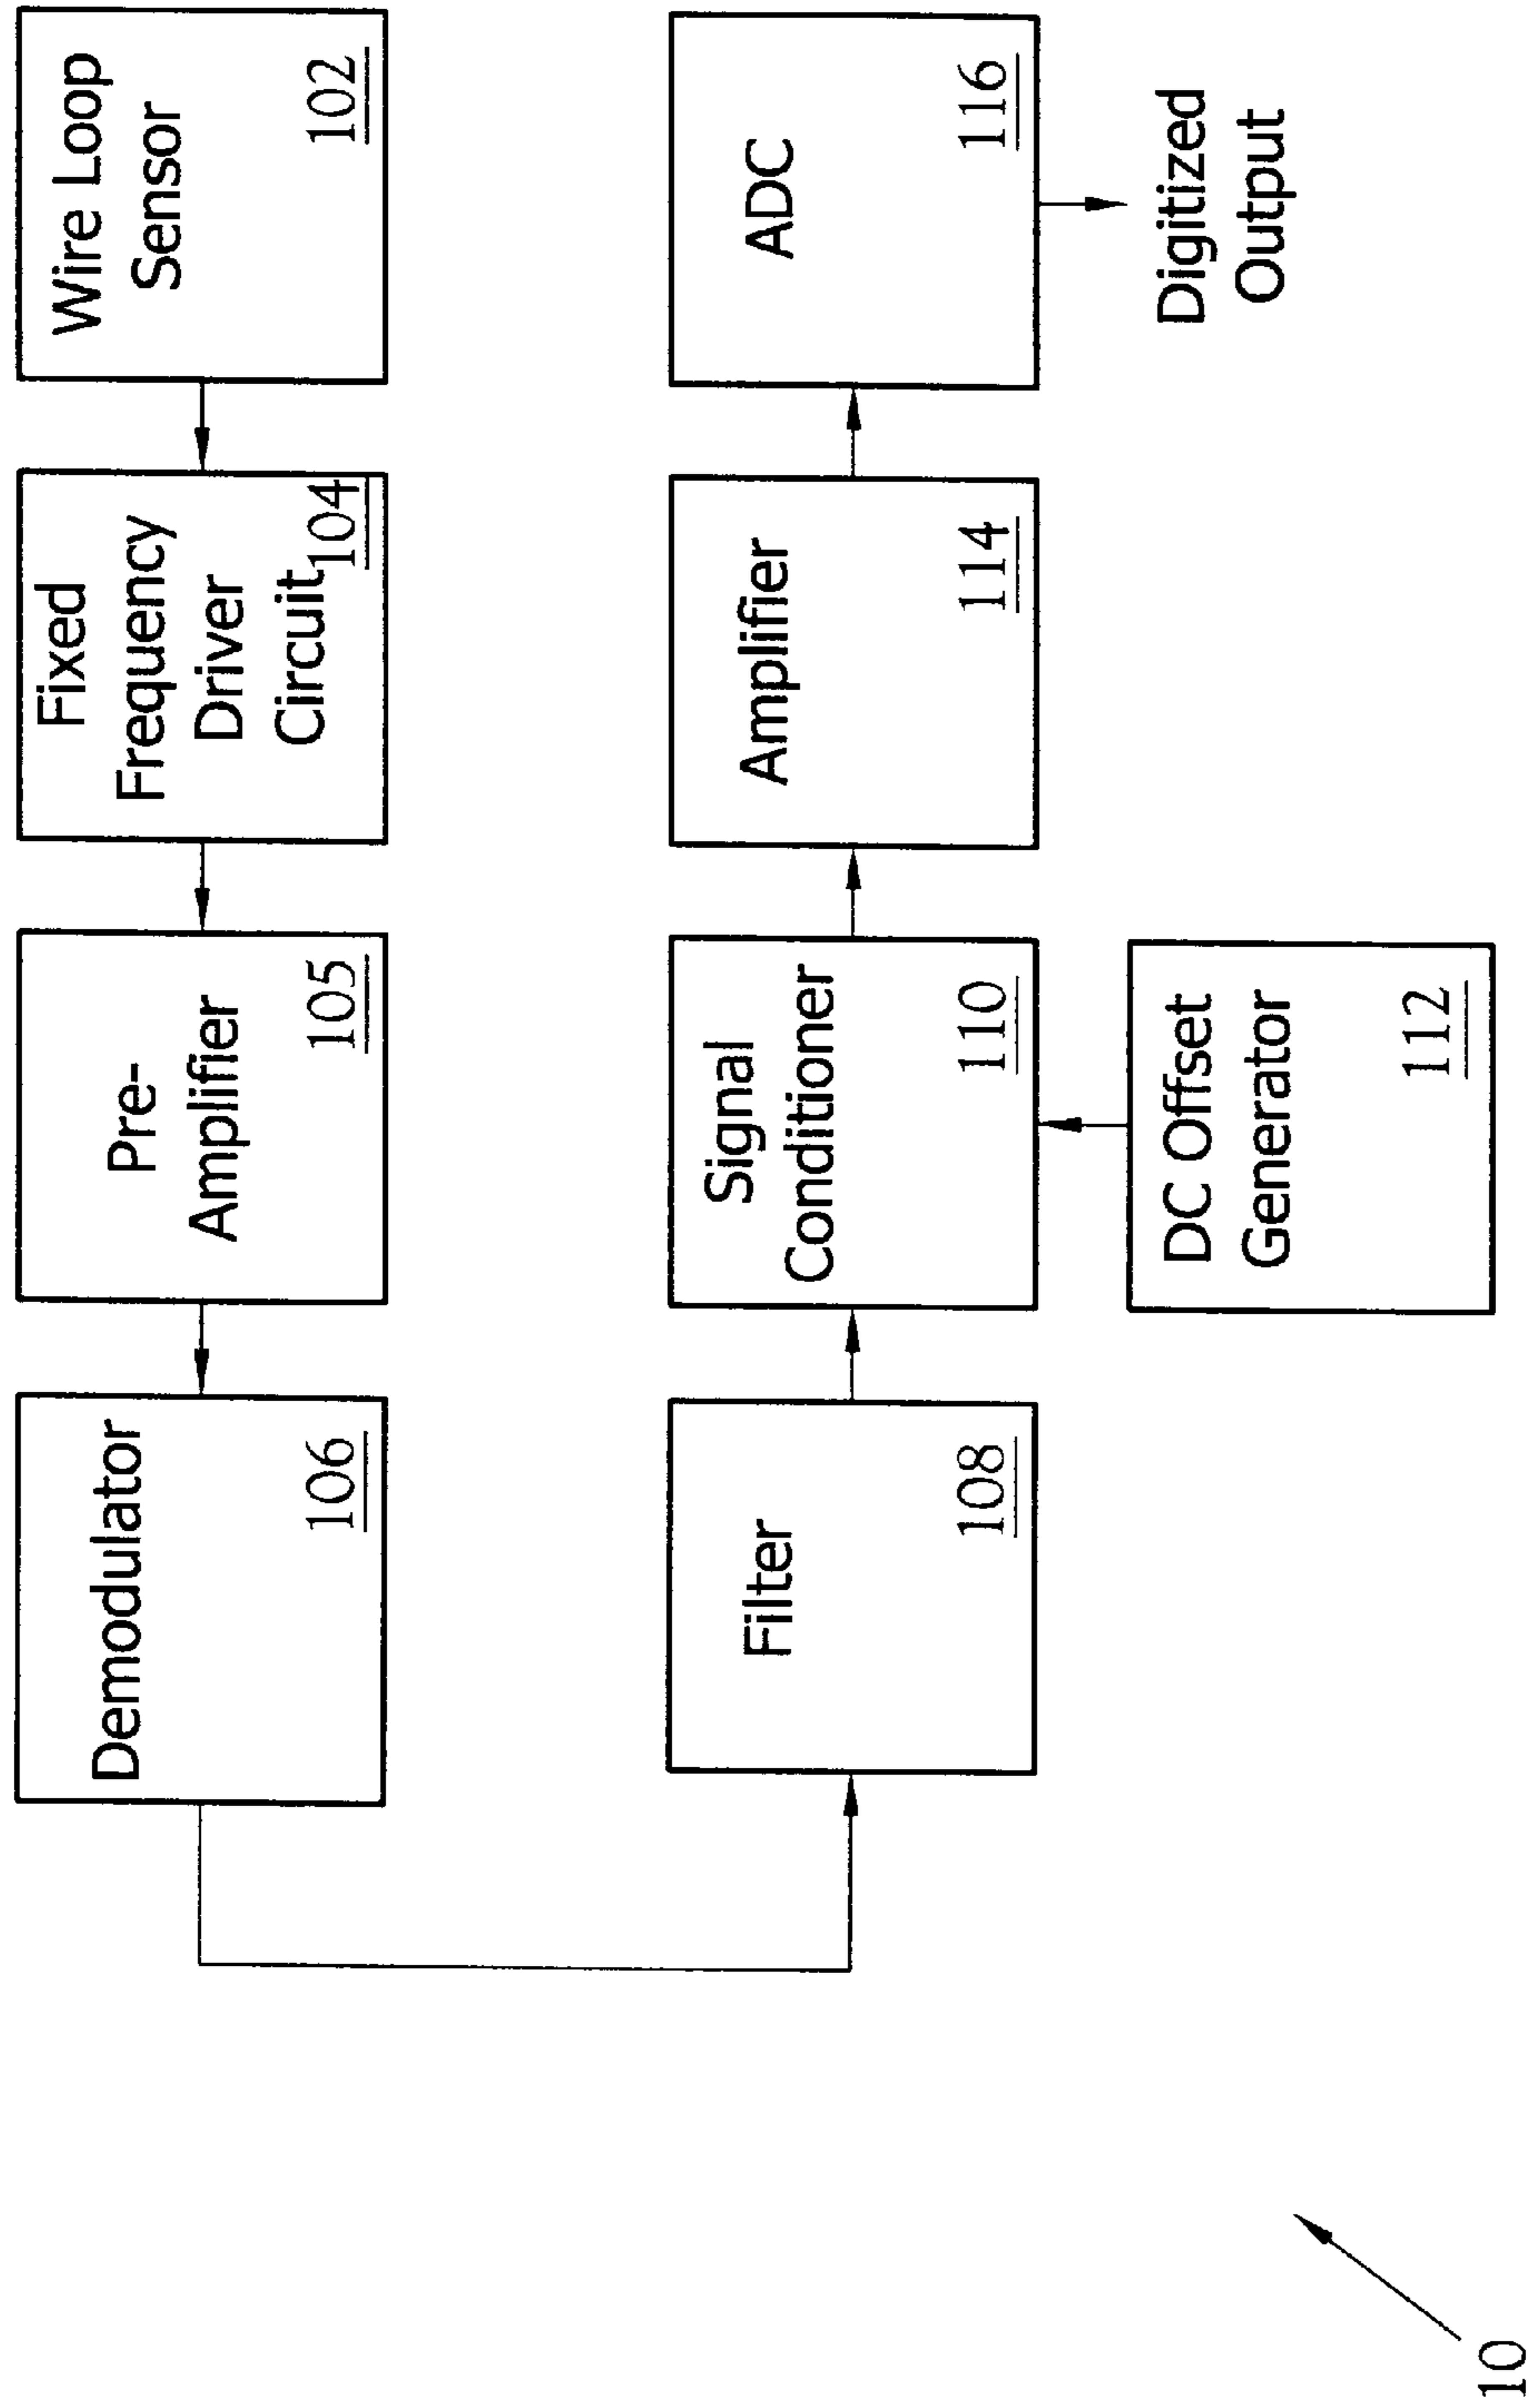 Wire Loop
Sensor
102
Fixed
Frequency
Driver
Circuit
104
Pre-
Amplifier
105
Demodulator
106
Filter
108
Signal
Conditioner
110
DC Offset
Generator
112
Amplifier
114
ADC
116
Digitized
Output
10